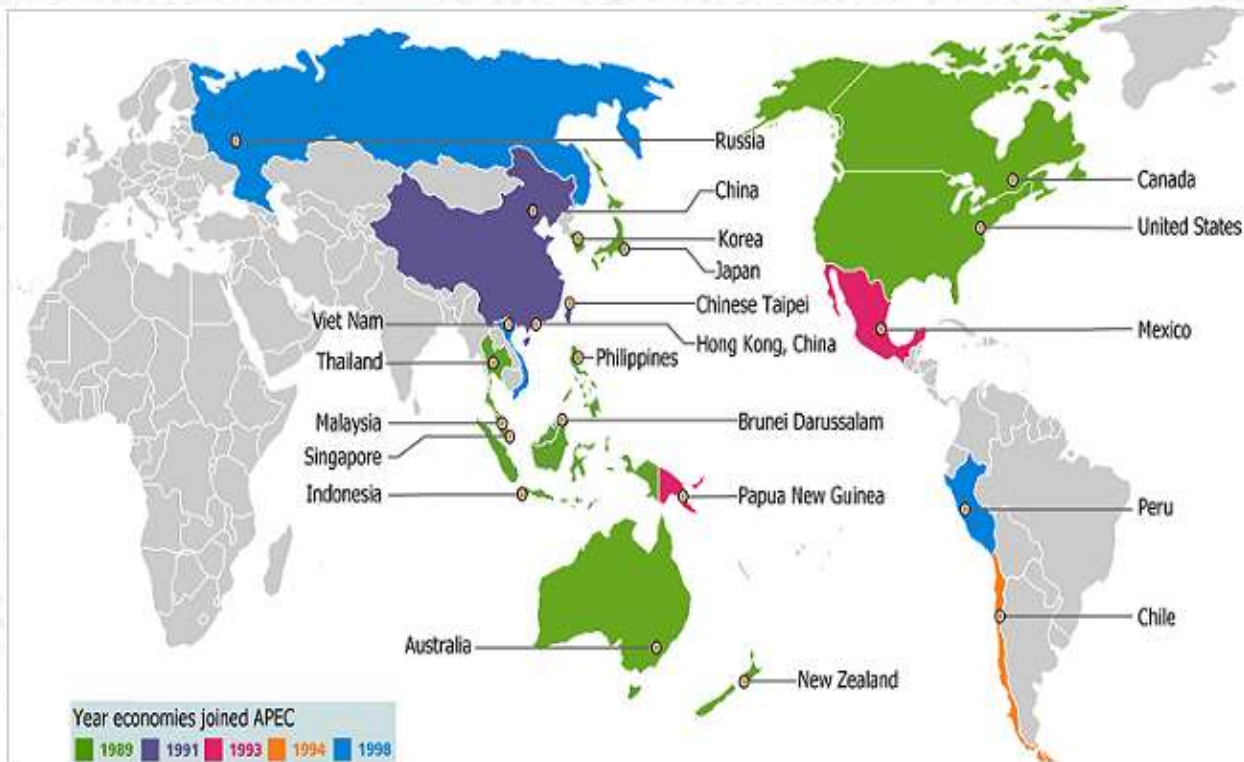 Russia
China
Canada
Korea
United States
Japan
Chinese Taipei
Viet Nam
Hong Kong, China
Mexico
Thailand
Philippines
Malaysia
Brunei Darussalam
Singapore
Indonesia
Papua New Guinea
Peru
Chile
Australia
New Zealand
Year economies joined APEC
1989 1991 1993 1994 1998